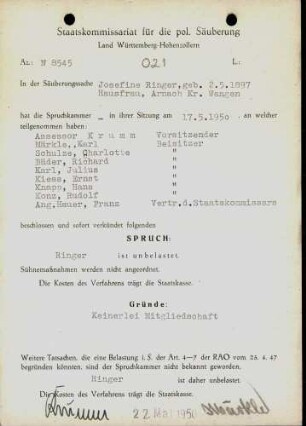 Staatskommissariat für die pol. Säuberung
Land Württemberg-Hohenzollern
Az.: N 8545 021 L:
In der Säuberungssache Josefine Ringer, geb. 2.5.1897
Hausfrau, Arnach Kr. Wangen
hat die Spruchkammer — in ihrer Sitzung am 17.5.1950 an welcher
teilgenommen haben:
Assessor Krumm Vorsitzender
Härkle, Karl Beisitzer
Schulze, Charlotte "
Bäder, Richard "
Karl, Julius "
Kiess, Ernst "
Knapp, Hans "
Konz, Rudolf "
Ang. Hauer, Franz Vertr.d.Staatskommissars
beschlossen und sofort verkündet folgenden
SPRUCH:
Ringer ist unbelastet.
Sühnemaßnahmen werden nicht angeordnet.
Die Kosten des Verfahrens trägt die Staatskasse.
Gründe:
Keinerlei Mitgliedschaft
Weitere Tatsachen, die eine Belastung i. S. der Art. 4—7 der RAO vom 25. 4. 47
begründen könnten, sind der Spruchkammer nicht bekannt geworden.
Ringer ist daher unbelastet.
Die Kosten des Verfahrens trägt die Staatskasse.
Krumm 22. Mai 1950